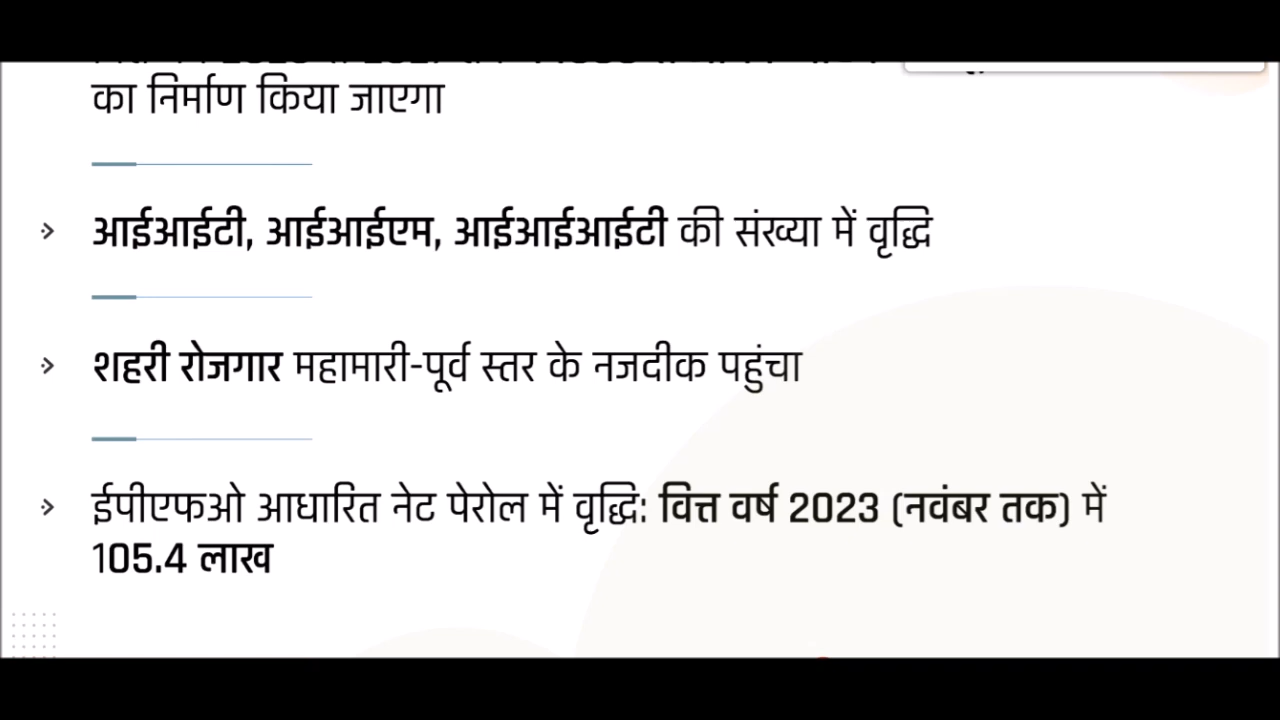 का निर्माण किया जाएगा
आईआईटी, आईआईएम, आईआईआईटी की संख्या में वृद्धि
शहरी रोजगार महामारी-पूर्व स्तर के नजदीक पहुंचा
ईपीएफओ आधारित नेट पेरोल में वृद्धि: वित्त वर्ष 2023 (नवंबर तक) में
105.4 लाख